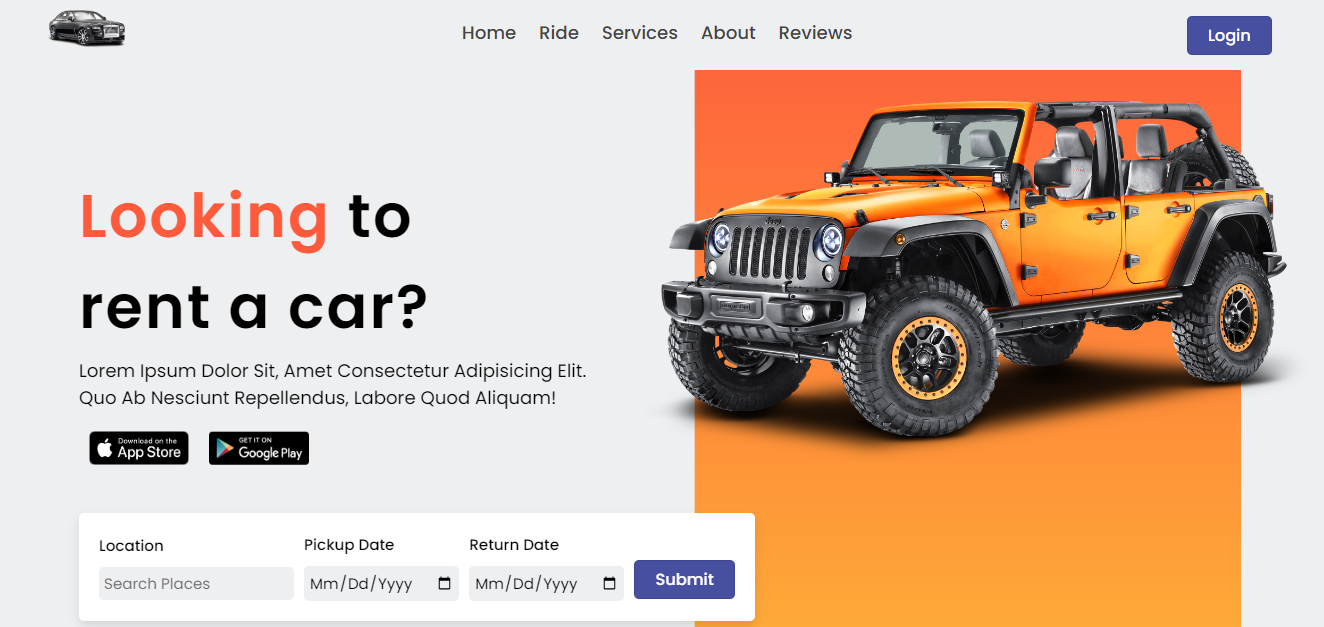 Home Ride Services About Reviews Login
Looking to
rent a car?
Lorem Ipsum Dolor Sit, Amet Consectetur Adipisicing Elit.
Quo Ab Nesciunt Repellendus, Labore Quod Aliquam!
Download on the
App Store
GET IT ON
Google Play
Location Pickup Date Return Date
Search Places Mm/Dd/Yyyy Mm/Dd/Yyyy Submit